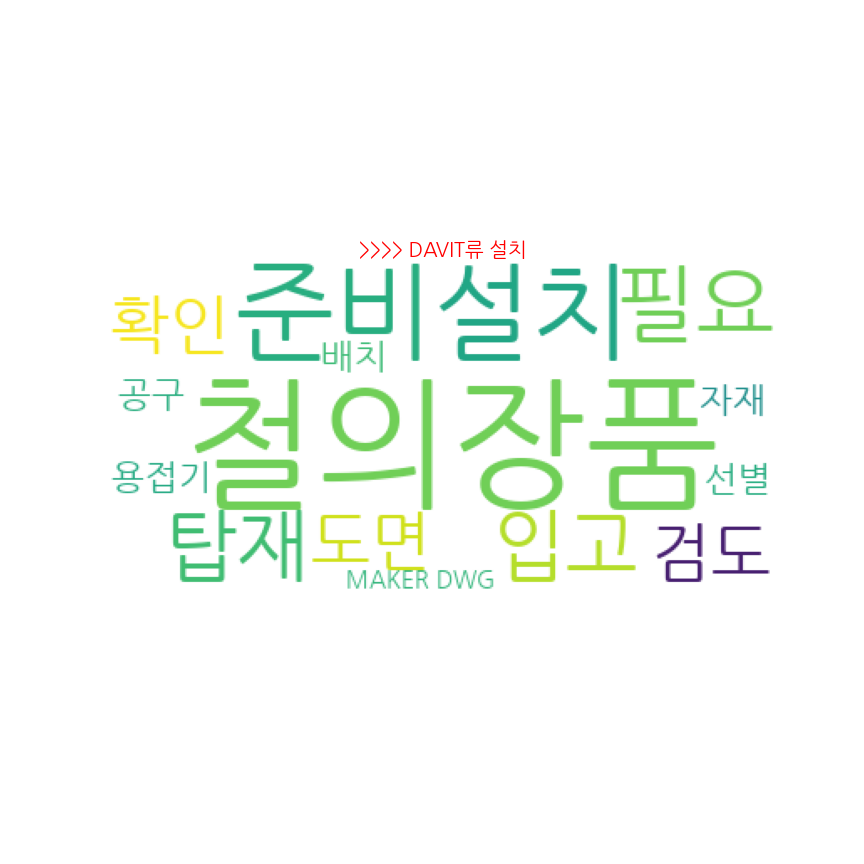 >>>> DAVIT류 설치
확인 준비 설치 필요
배치
공구 철의장품 자재
용접기 선별
탑재 도면 입고 검도
MAKER DWG